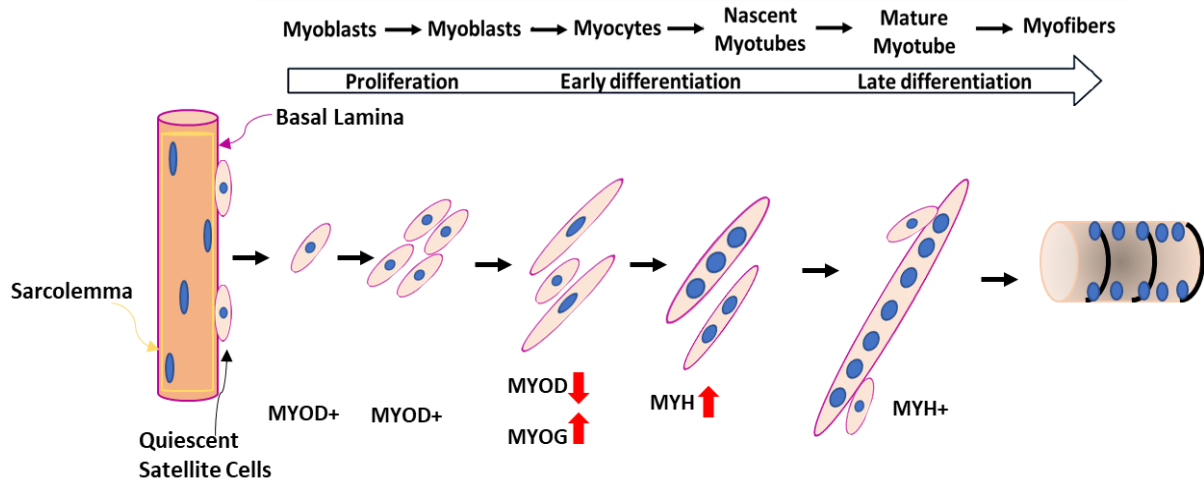 Myoblasts Myoblasts Myocytes Nascent Myotubes Mature Myotube Myofibers
Proliferation Early differentiation Late differentiation
Basal Lamina
Sarcolemma
MYOD+ MYOD+ MYOD MYH MYH+
MYOG
Quiescent
Satellite Cells